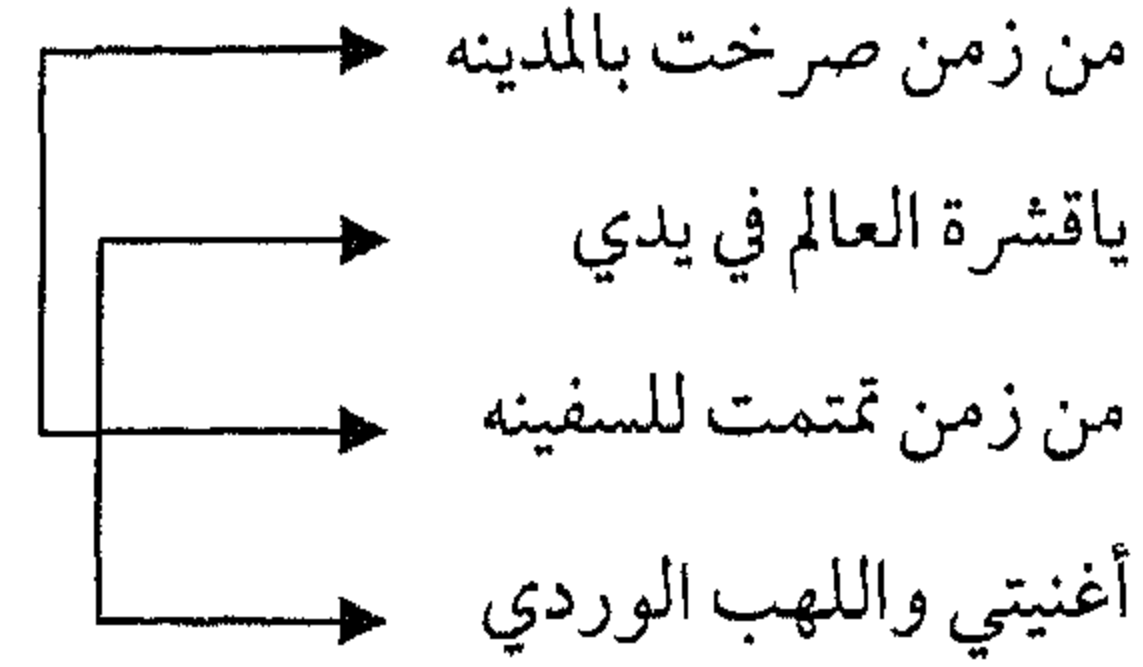 من زمن صرخت بالمدينه
ياقشرة العالم في يدي
من زمن تمتمت للسفينه
أغنيتي واللهب الوردي